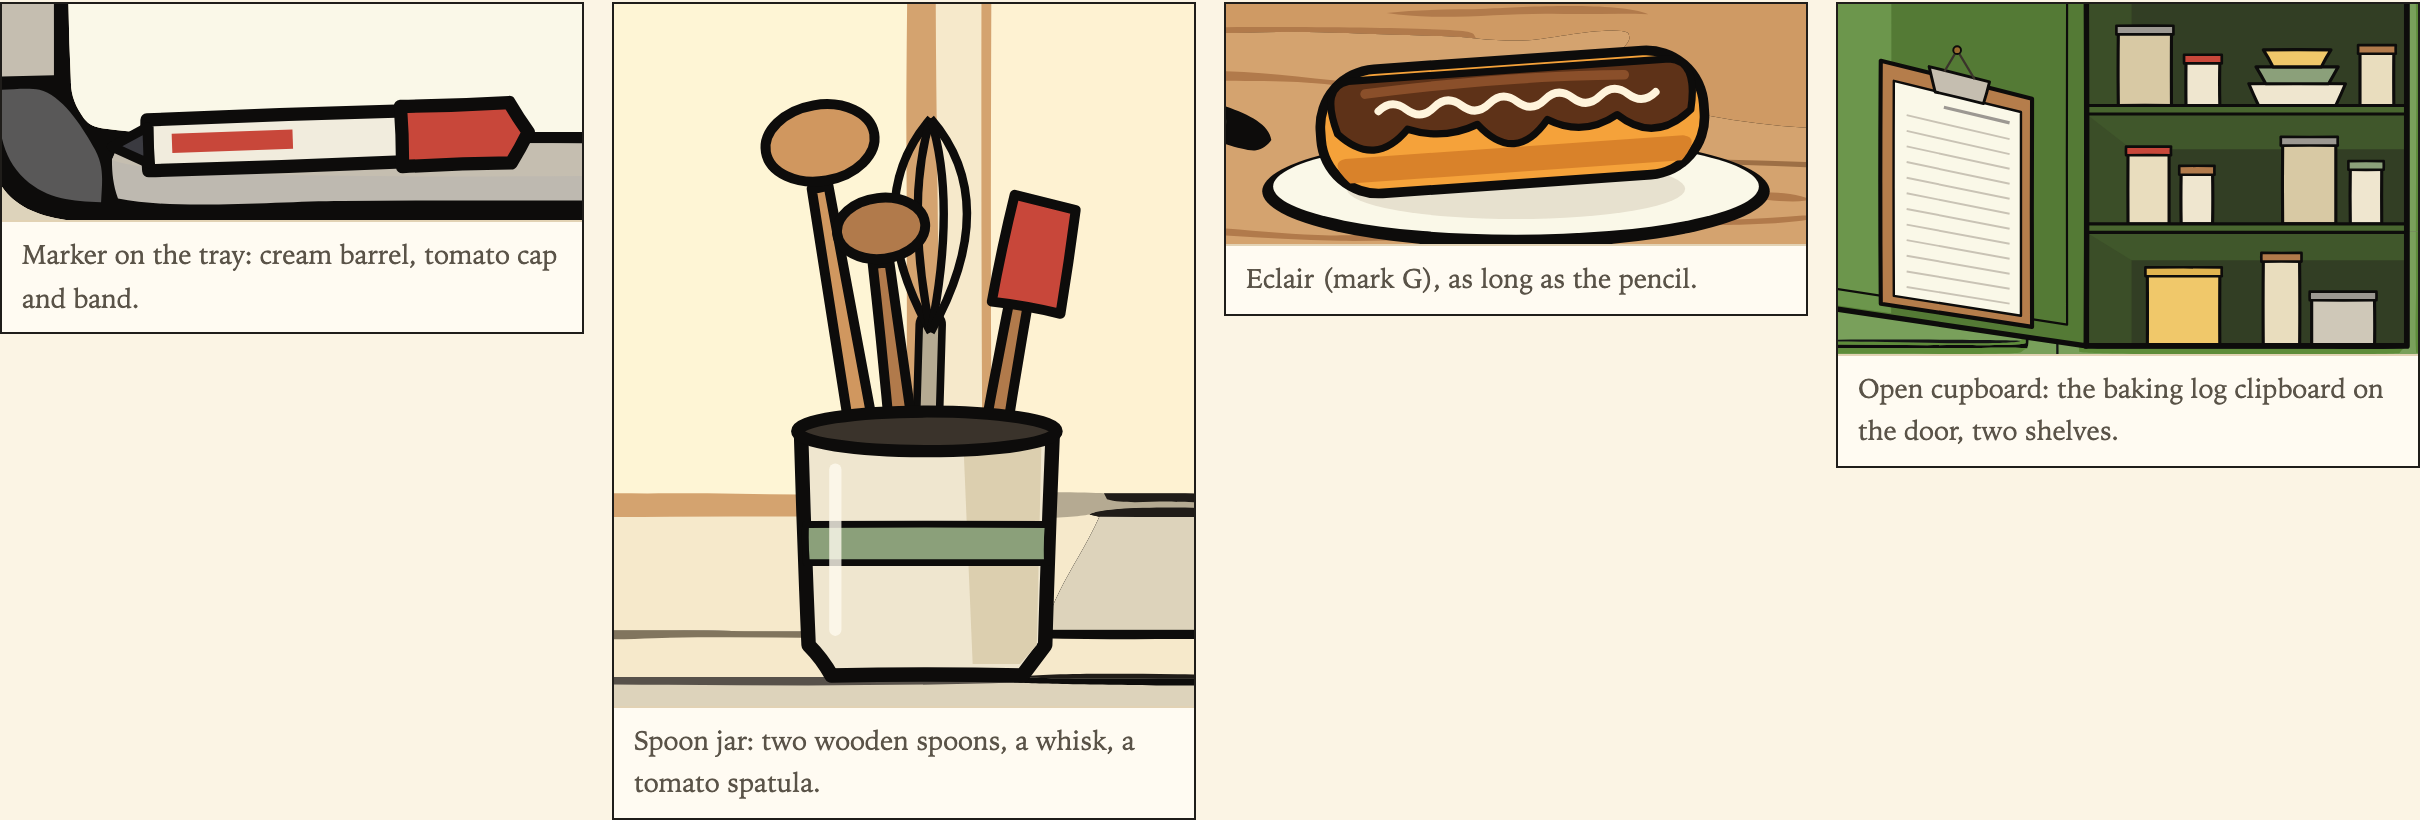 Marker on the tray: cream barrel, tomato cap
and band.
Spoon jar: two wooden spoons, a whisk, a
tomato spatula.
Eclair (mark G), as long as the pencil.
Open cupboard: the baking log clipboard on
the door, two shelves.